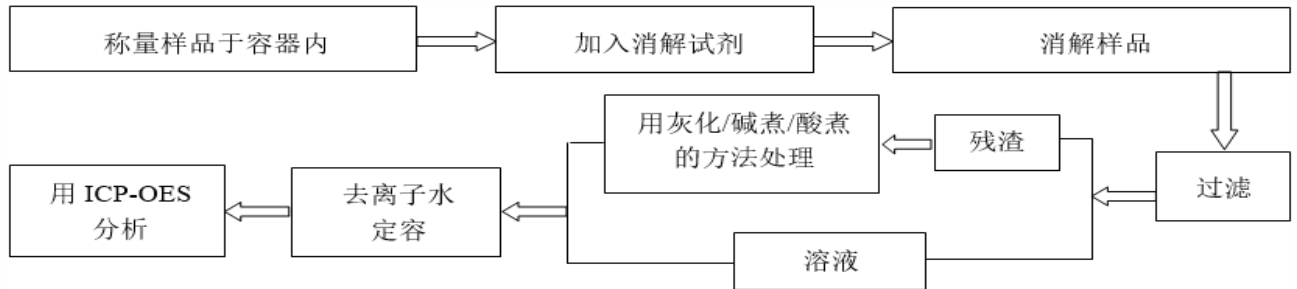 称量样品于容器内
加入消解试剂
消解样品
过滤
残渣
用灰化/碱煮/酸煮
的方法处理
溶液
去离子水
定容
用 ICP-OES
分析